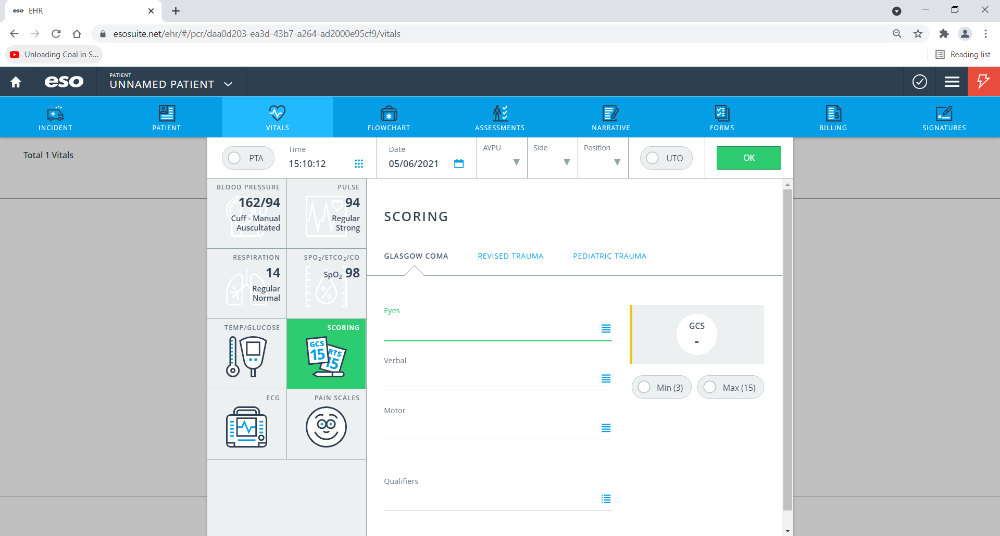 eso EHR
esosuite.net/ehr/#/pcr/daa0d203-ea3d-43b7-a264-ad2000e95cf9/vitals
Unloading Coal in S...
Reading list
eso
PATIENT
UNNAMED PATIENT
INCIDENT
PATIENT
VITALS
FLOWCHART
ASSESSMENTS
NARRATIVE
FORMS
BILLING
SIGNATURES
Total 1 Vitals
PTA
Time
15:10:12
Date
05/06/2021
AVPU
Side
Position
UTO
OK
BLOOD PRESSURE
162/94
Cuff - Manual
Auscultated
PULSE
94
Regular
Strong
RESPIRATION
14
Regular
Normal
SPO2/ETCO2/CO
SpO2 98
TEMP/GLUCOSE
SCORING
GCS
15
RTS
15
ECG
PAIN SCALES
SCORING
GLASGOW COMA
REVISED TRAUMA
PEDIATRIC TRAUMA
Eyes
Verbal
Motor
Qualifiers
GCS
-
Min (3)
Max (15)